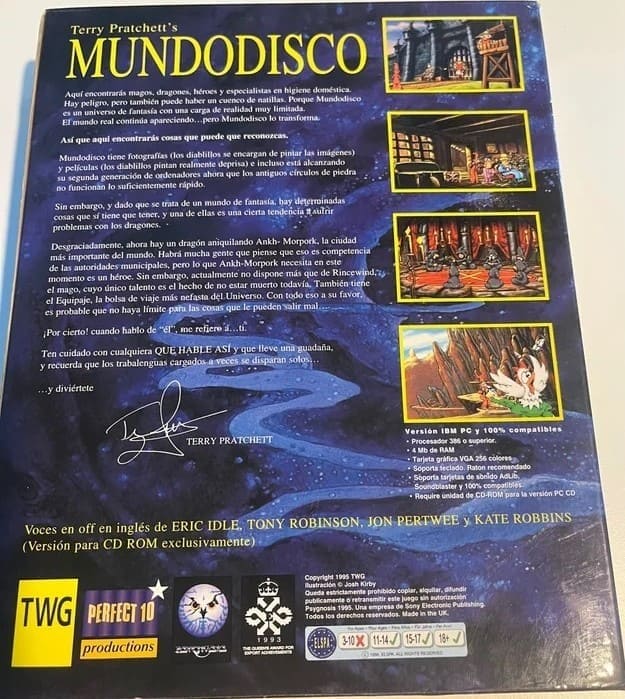 Terry Pratchett's
MUNDODISCO
Aquí encontrarás magos, dragones, héroes y especialistas en higiene doméstica.
Hay peligro, pero también puede haber un cuenco de natillas. Porque Mundodisco
es un universo de fantasía con una carga de realidad muy limitada.
El mundo real continúa apareciendo...pero Mundodisco lo transforma.
Así que aquí encontrarás cosas que puede que reconozcas.
Mundodisco tiene fotografías (los diablillos se encargan de pintar las imágenes)
y películas (los diablillos pintan realmente deprisa) e incluso está alcanzando
su segunda generación de ordenadores ahora que los antiguos círculos de piedra
no funcionan lo suficientemente rápido.
Sin embargo, y dado que se trata de un mundo de fantasía, hay determinadas
cosas que sí tiene que tener, y una de ellas es una cierta tendencia a sufrir
problemas con los dragones.
Desgraciadamente, ahora hay un dragón aniquilando Ankh- Morpork, la ciudad
más importante del mundo. Habrá mucha gente que piense que eso es competencia
de las autoridades municipales, pero lo que Ankh-Morpork necesita en este
momento es un héroe. Sin embargo, actualmente no dispone más que de Rincewind,
el mago, cuyo único talento es el hecho de no estar muerto todavía. También tiene
el Equipaje, la bolsa de viaje más nefasta del Universo. Con todo eso a su favor,
es probable que no haya límite para las cosas que le pueden salir mal....
¡Por cierto! cuando hablo de “él”, me refiero a...ti.
Ten cuidado con cualquiera QUE HABLE ASÍ y que lleve una guadaña,
y recuerda que los trabalenguas cargados a veces se disparan solos...
...y diviértete
TERRY PRATCHETT
Versión IBM PC y 100% compatibles
• Procesador 386 o superior.
• 4 Mb de RAM
• Tarjeta gráfica VGA 256 colores
• Soporta teclado. Raton recomendado
• Soporta tarjetas de sonido AdLib,
Soundblaster y 100% compatibles.
• Require unidad de CD-ROM para la versión PC CD
Voces en off en inglés de ERIC IDLE, TONY ROBINSON, JON PERTWEE y KATE ROBBINS
(Versión para CD ROM exclusivamente)
TWG
PERFECT 10
productions
PSYGNOSIS
1993
THE QUEEN'S AWARD FOR
EXPORT ACHIEVEMENT
Copyright 1995 TWG
Ilustración © Josh Kirby
Queda estrictamente prohibido copiar, alquilar, difundir
publicamente o retransmitir este juego sin autorización
Psygnosis 1995. Una empresa de Sony Electronic Publishing.
Todos los derechos reservados. Made in the UK.
ELSPA
3-10 11-14 15-17 18+
© 1994 ELSPA. ALL RIGHTS RESERVED